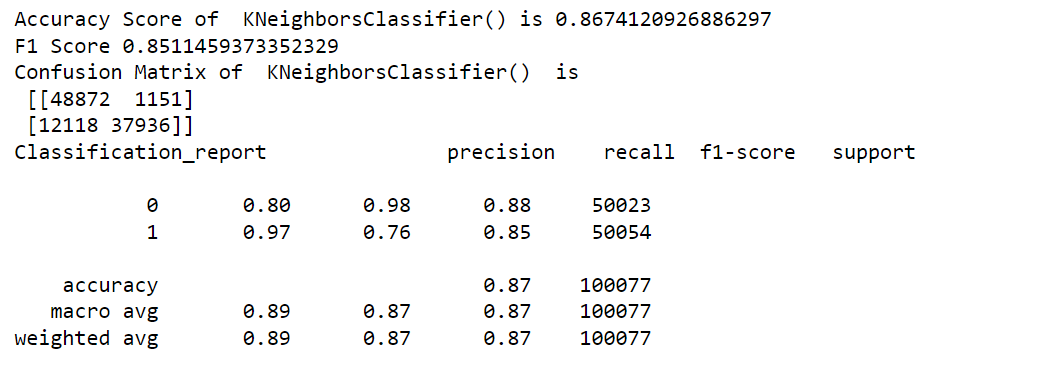 Accuracy Score of  KNeighborsClassifier() is 0.8674120926886297
F1 Score 0.8511459373352329
Confusion Matrix of  KNeighborsClassifier()  is
 [[48872  1151]
 [12118 37936]]
Classification_report               precision    recall  f1-score   support
           0       0.80      0.98      0.88     50023
           1       0.97      0.76      0.85     50054
    accuracy                           0.87    100077
   macro avg       0.89      0.87      0.87    100077
weighted avg       0.89      0.87      0.87    100077